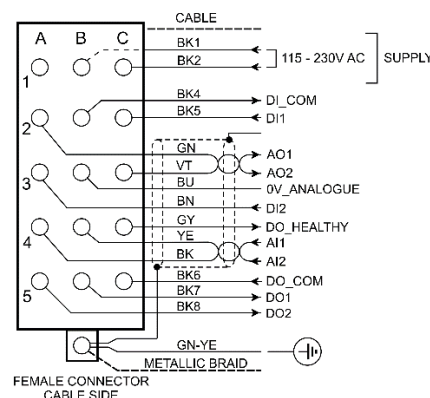 CABLE
A B C
BK1
115 - 230V AC SUPPLY
BK2
1
BK4 DI_COM
BK5 DI1
2
GN AO1
VT AO2
3
BU 0V_ANALOGUE
BN DI2
GY DO_HEALTHY
YE AI1
4
BK AI2
BK6 DO_COM
BK7 DO1
5
BK8 DO2
GN-YE
METALLIC BRAID
FEMALE CONNECTOR
CABLE SIDE